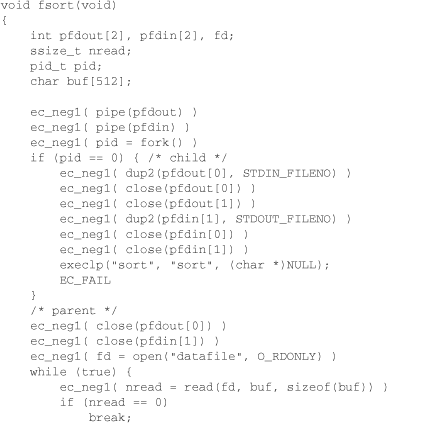 void fsort(void)
{
    int pfdout[2], pfdin[2], fd;
    ssize_t nread;
    pid_t pid;
    char buf[512];

    ec_neg1( pipe(pfdout) )
    ec_neg1( pipe(pfdin) )
    ec_neg1( pid = fork() )
    if (pid == 0) { /* child */
        ec_neg1( dup2(pfdout[0], STDIN_FILENO) )
        ec_neg1( close(pfdout[0]) )
        ec_neg1( close(pfdout[1]) )
        ec_neg1( dup2(pfdin[1], STDOUT_FILENO) )
        ec_neg1( close(pfdin[0]) )
        ec_neg1( close(pfdin[1]) )
        execlp("sort", "sort", (char *)NULL);
        EC_FAIL
    }
    /* parent */
    ec_neg1( close(pfdout[0]) )
    ec_neg1( close(pfdin[1]) )
    ec_neg1( fd = open("datafile", O_RDONLY) )
    while (true) {
        ec_neg1( nread = read(fd, buf, sizeof(buf)) )
        if (nread == 0)
            break;